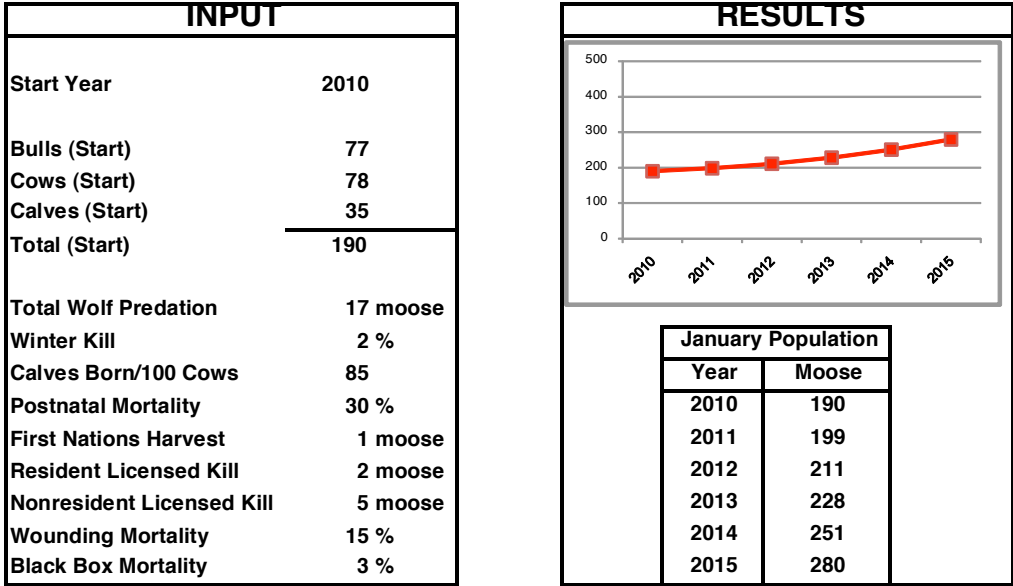 INPUT
Start Year 2010
Bulls (Start) 77
Cows (Start) 78
Calves (Start) 35
Total (Start) 190
Total Wolf Predation 17 moose
Winter Kill 2 %
Calves Born/100 Cows 85
Postnatal Mortality 30 %
First Nations Harvest 1 moose
Resident Licensed Kill 2 moose
Nonresident Licensed Kill 5 moose
Wounding Mortality 15 %
Black Box Mortality 3 %
RESULTS
500
400
300
200
100
0
2010 2011 2012 2013 2014 2015
January Population
Year Moose
2010 190
2011 199
2012 211
2013 228
2014 251
2015 280